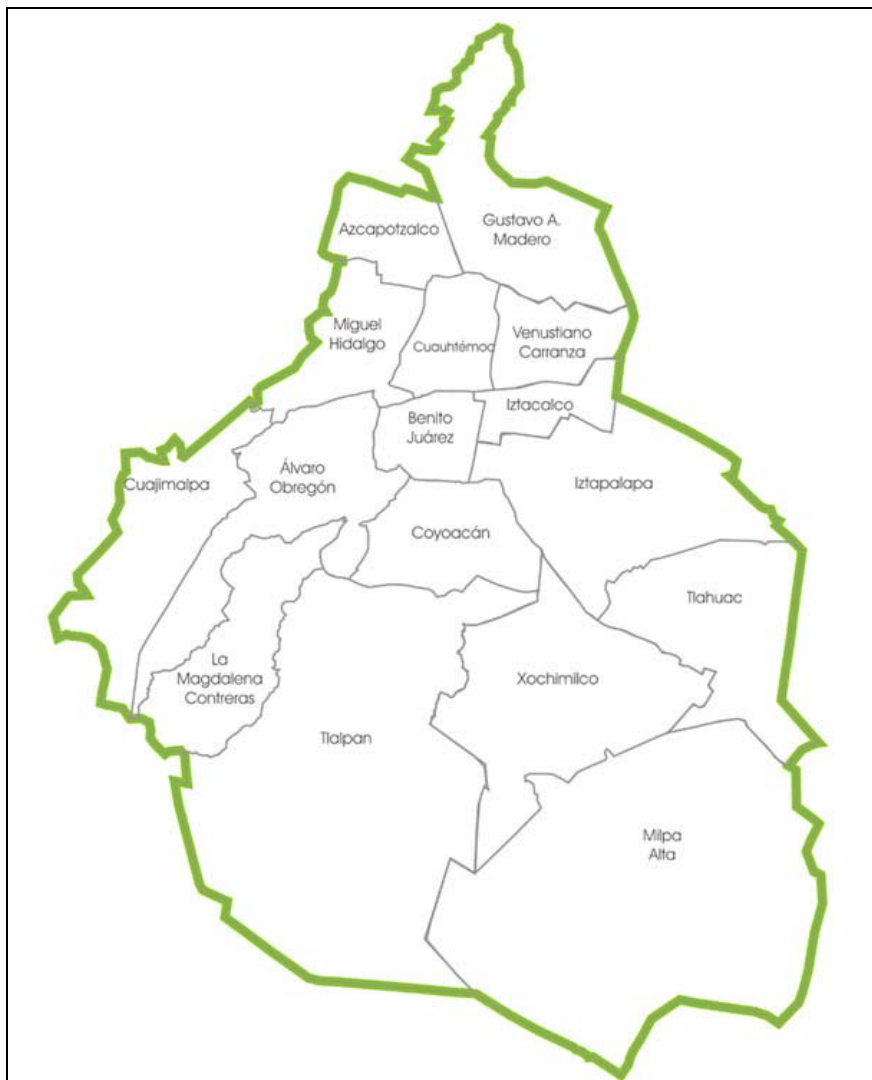 Azcapotzalco
Gustavo A.
Madero
Miguel
Hidalgo
Cuauhtémoc
Venustiano
Carranza
Benito
Juárez
Iztacalco
Cuajimalpa
Álvaro
Obregón
Iztapalapa
Coyoacán
Tlahuac
La
Magdalena
Contreras
Xochimilco
Tlalpan
Milpa
Alta